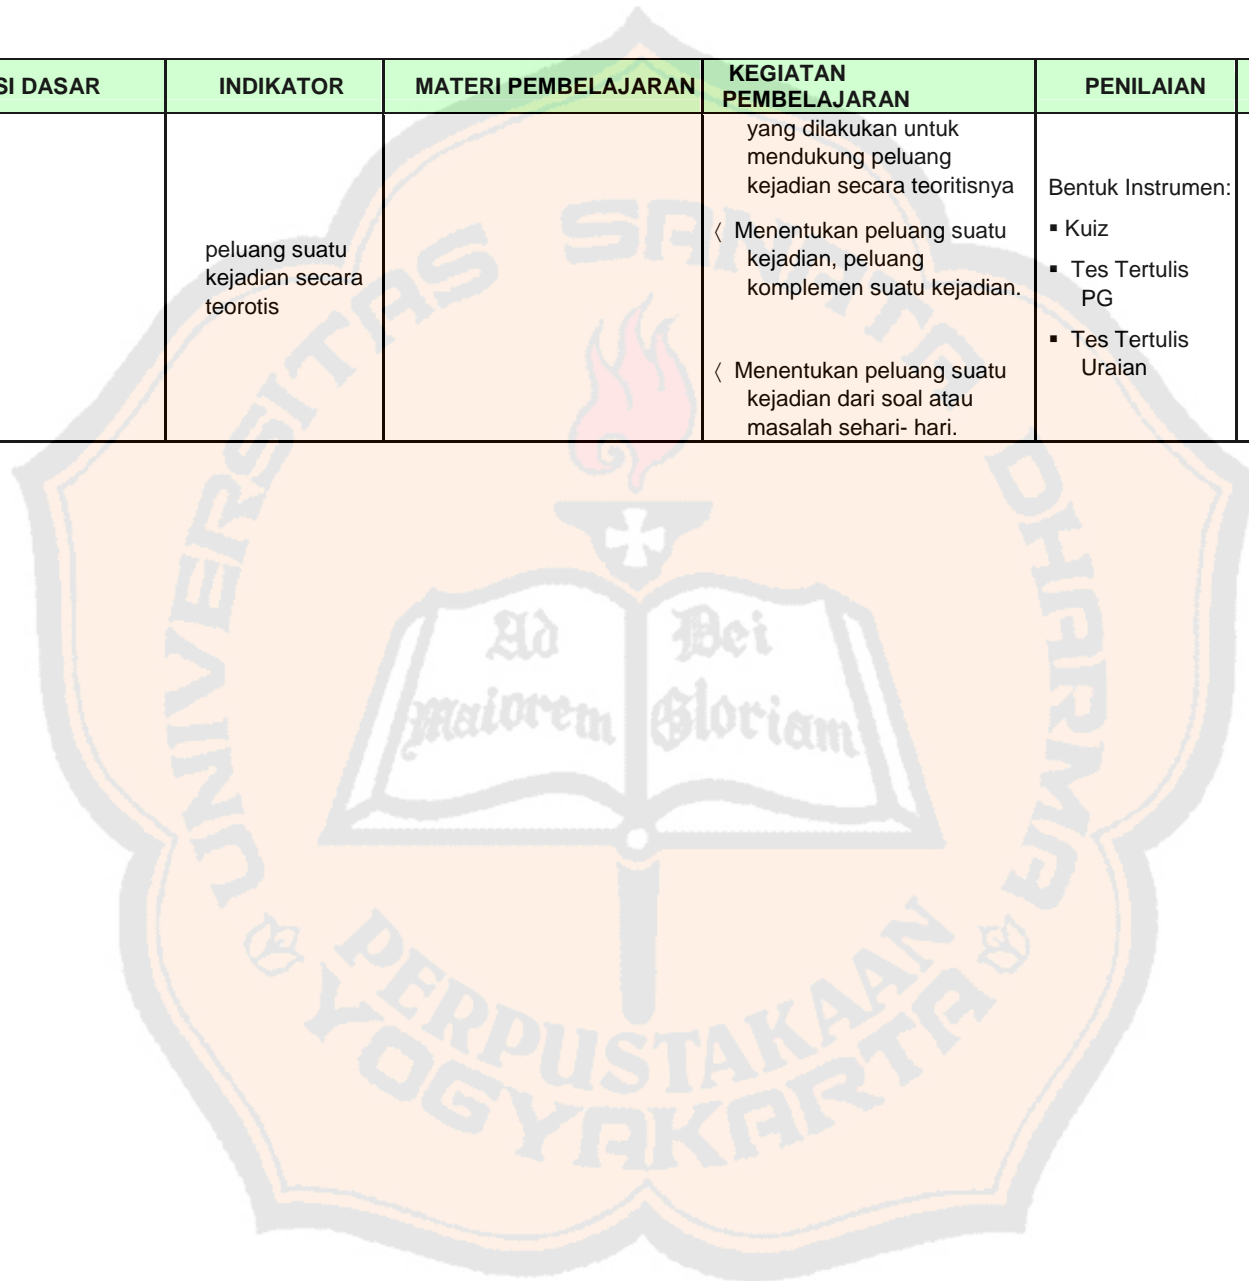 SI DASAR
INDIKATOR
MATERI PEMBELAJARAN
KEGIATAN
PEMBELAJARAN
PENILAIAN
peluang suatu
kejadian secara
teorotis
yang dilakukan untuk
mendukung peluang
kejadian secara teoritisnya
〈 Menentukan peluang suatu
kejadian, peluang
komplemen suatu kejadian.
〈 Menentukan peluang suatu
kejadian dari soal atau
masalah sehari- hari.
Bentuk Instrumen:
▪ Kuiz
▪ Tes Tertulis
PG
▪ Tes Tertulis
Uraian
UNIVERSITAS SANATA DHARMA
Ad
Maiorem
Dei
Gloriam
PERPUSTAKAAN
YOGYAKARTA